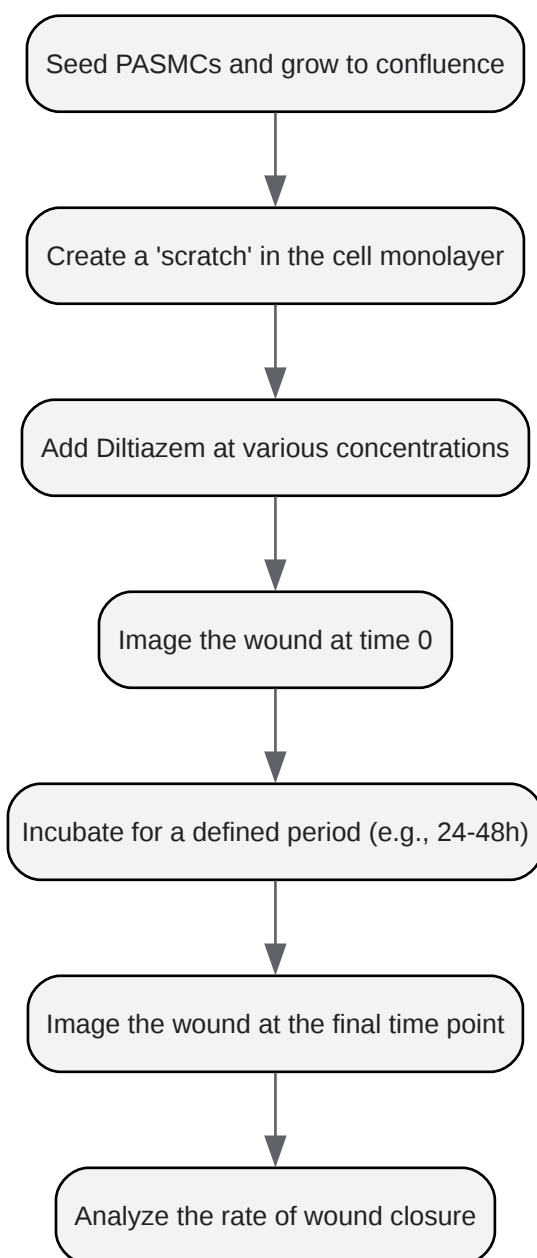 Seed PASMCs and grow to confluence
Create a 'scratch' in the cell monolayer
Add Diltiazem at various concentrations
Image the wound at time 0
Incubate for a defined period (e.g., 24-48h)
Image the wound at the final time point
Analyze the rate of wound closure